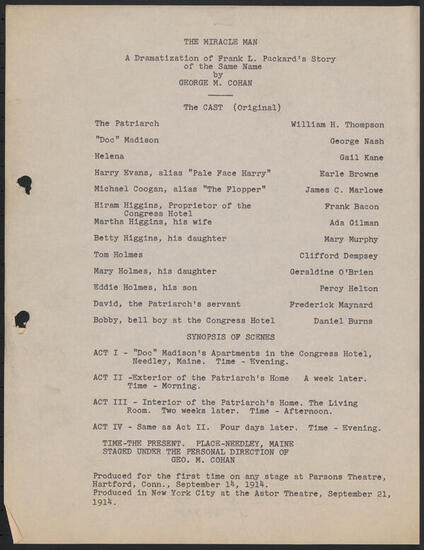 THE MIRACLE MAN
A Dramatization of Frank L. Packard's Story
of the Same Name
by
GEORGE M. COHAN
The CAST (Original)
The Patriarch William H. Thompson
"Doc" Madison George Nash
Helena Gail Kane
Harry Evans, alias "Pale Face Harry" Earle Browne
Michael Coogan, alias "The Flopper" James C. Marlowe
Hiram Higgins, Proprietor of the Frank Bacon
Congress Hotel
Martha Higgins, his wife Ada Gilman
Betty Higgins, his daughter Mary Murphy
Tom Holmes Clifford Dempsey
Mary Holmes, his daughter Geraldine O'Brien
Eddie Holmes, his son Percy Helton
David, the Patriarch's servant Frederick Maynard
Bobby, bell boy at the Congress Hotel Daniel Burns
SYNOPSIS OF SCENES
ACT I - "Doc" Madison's Apartments in the Congress Hotel,
Needley, Maine. Time - Evening.
ACT II -Exterior of the Patriarch's Home A week later.
Time - Morning.
ACT III - Interior of the Patriarch's Home. The Living
Room. Two weeks later. Time - Afternoon.
ACT IV - Same as Act II. Four days later. Time - Evening.
TIME-THE PRESENT. PLACE-NEEDLEY, MAINE
STAGED UNDER THE PERSONAL DIRECTION OF
GEO. M. COHAN
Produced for the first time on any stage at Parsons Theatre,
Hartford, Conn., September 14, 1914.
Produced in New York City at the Astor Theatre, September 21,
1914.